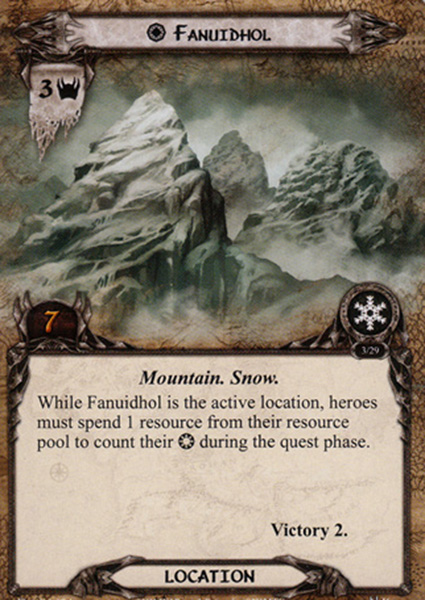 Fanuidhol
3
7
3/29
Mountain. Snow.
While Fanuidhol is the active location, heroes
must spend 1 resource from their resource
pool to count their during the quest phase.
Victory 2.
LOCATION